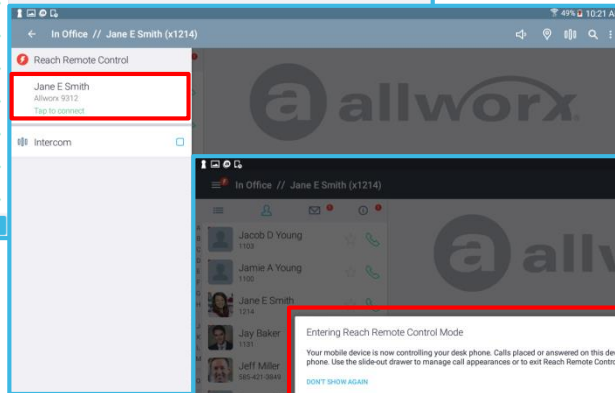 49% 10:21 A
In Office // Jane E Smith (x1214)
Reach Remote Control
Jane E Smith
Allworx 9312
Tap to connect
Intercom
allworx
In Office // Jane E Smith (x1214)
Jacob D Young
1103
Jamie A Young
1100
Jane E Smith
1214
Jay Baker
1131
Jeff Miller
585-421-3849
Entering Reach Remote Control Mode
Your mobile device is now controlling your desk phone. Calls placed or answered on this dev
phone. Use the slide-out drawer to manage call appearances or to exit Reach Remote Contro
DON'T SHOW AGAIN